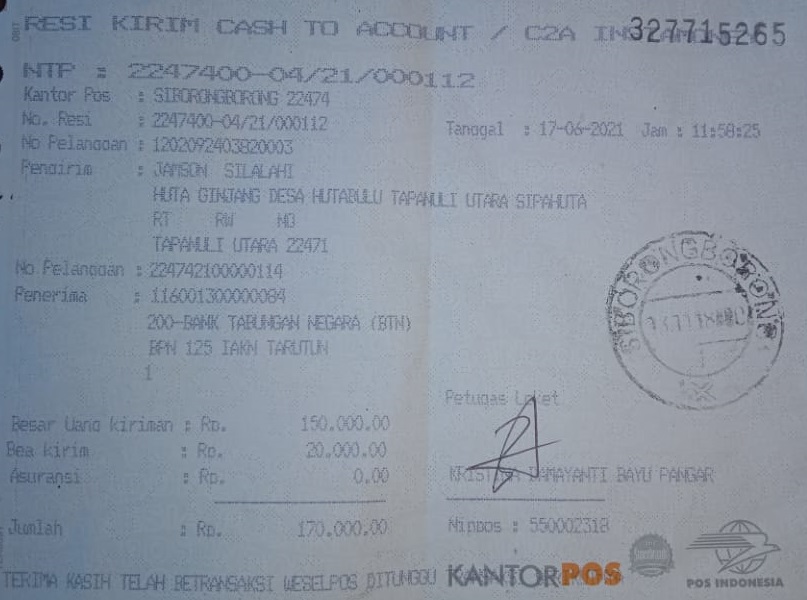 RESI KIRIM CASH TO ACCOUNT / C2A 327715265
NTP : 2247400-04/21/000112
Kantor Pos : SIBORONGBORONG 22474
No. Resi : 2247400-04/21/000112
Tanggal : 17-06-2021 Jam : 11:58:25
No Pelanggan : 1202092403820003
Pengirim : JAMSON SILALAHI
HUTA GINJANG DESA HUTABULU TAPANULI UTARA SIPAHUTA
RT RW NO
TAPANULI UTARA 22471
No Pelanggan : 224742100000114
Penerima : 116001300000084
200-BANK TABUNGAN NEGARA (BTN)
BPN 125 IAKN TARUTUN
1
SIBORONGBORONG
Petugas Loket
Besar Uang kiriman : Rp. 150.000.00
Bea kirim : Rp. 20.000.00
Asuransi : Rp. 0.00
KRISTINA DAMAYANTI BAYU PANGAR
Jumlah : Rp. 170.000.00
Nippos : 550002318
TERIMA KASIH TELAH BETRANSAKSI WESELPOS DITUNGGU KANTORPOS
POS INDONESIA